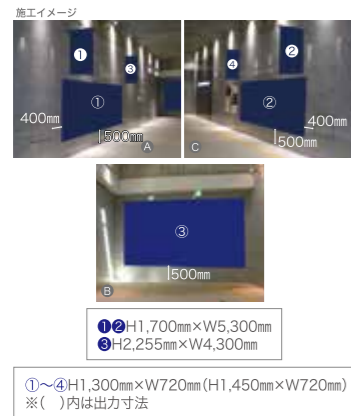 施工イメージ
❶
❸
①
400㎜
500㎜
A
❷
❹
②
400㎜
500㎜
C
③
500㎜
B
❶❷H1,700㎜×W5,300㎜
❸H2,255㎜×W4,300㎜
①〜④H1,300㎜×W720㎜(H1,450㎜×W720㎜)
※(　)内は出力寸法